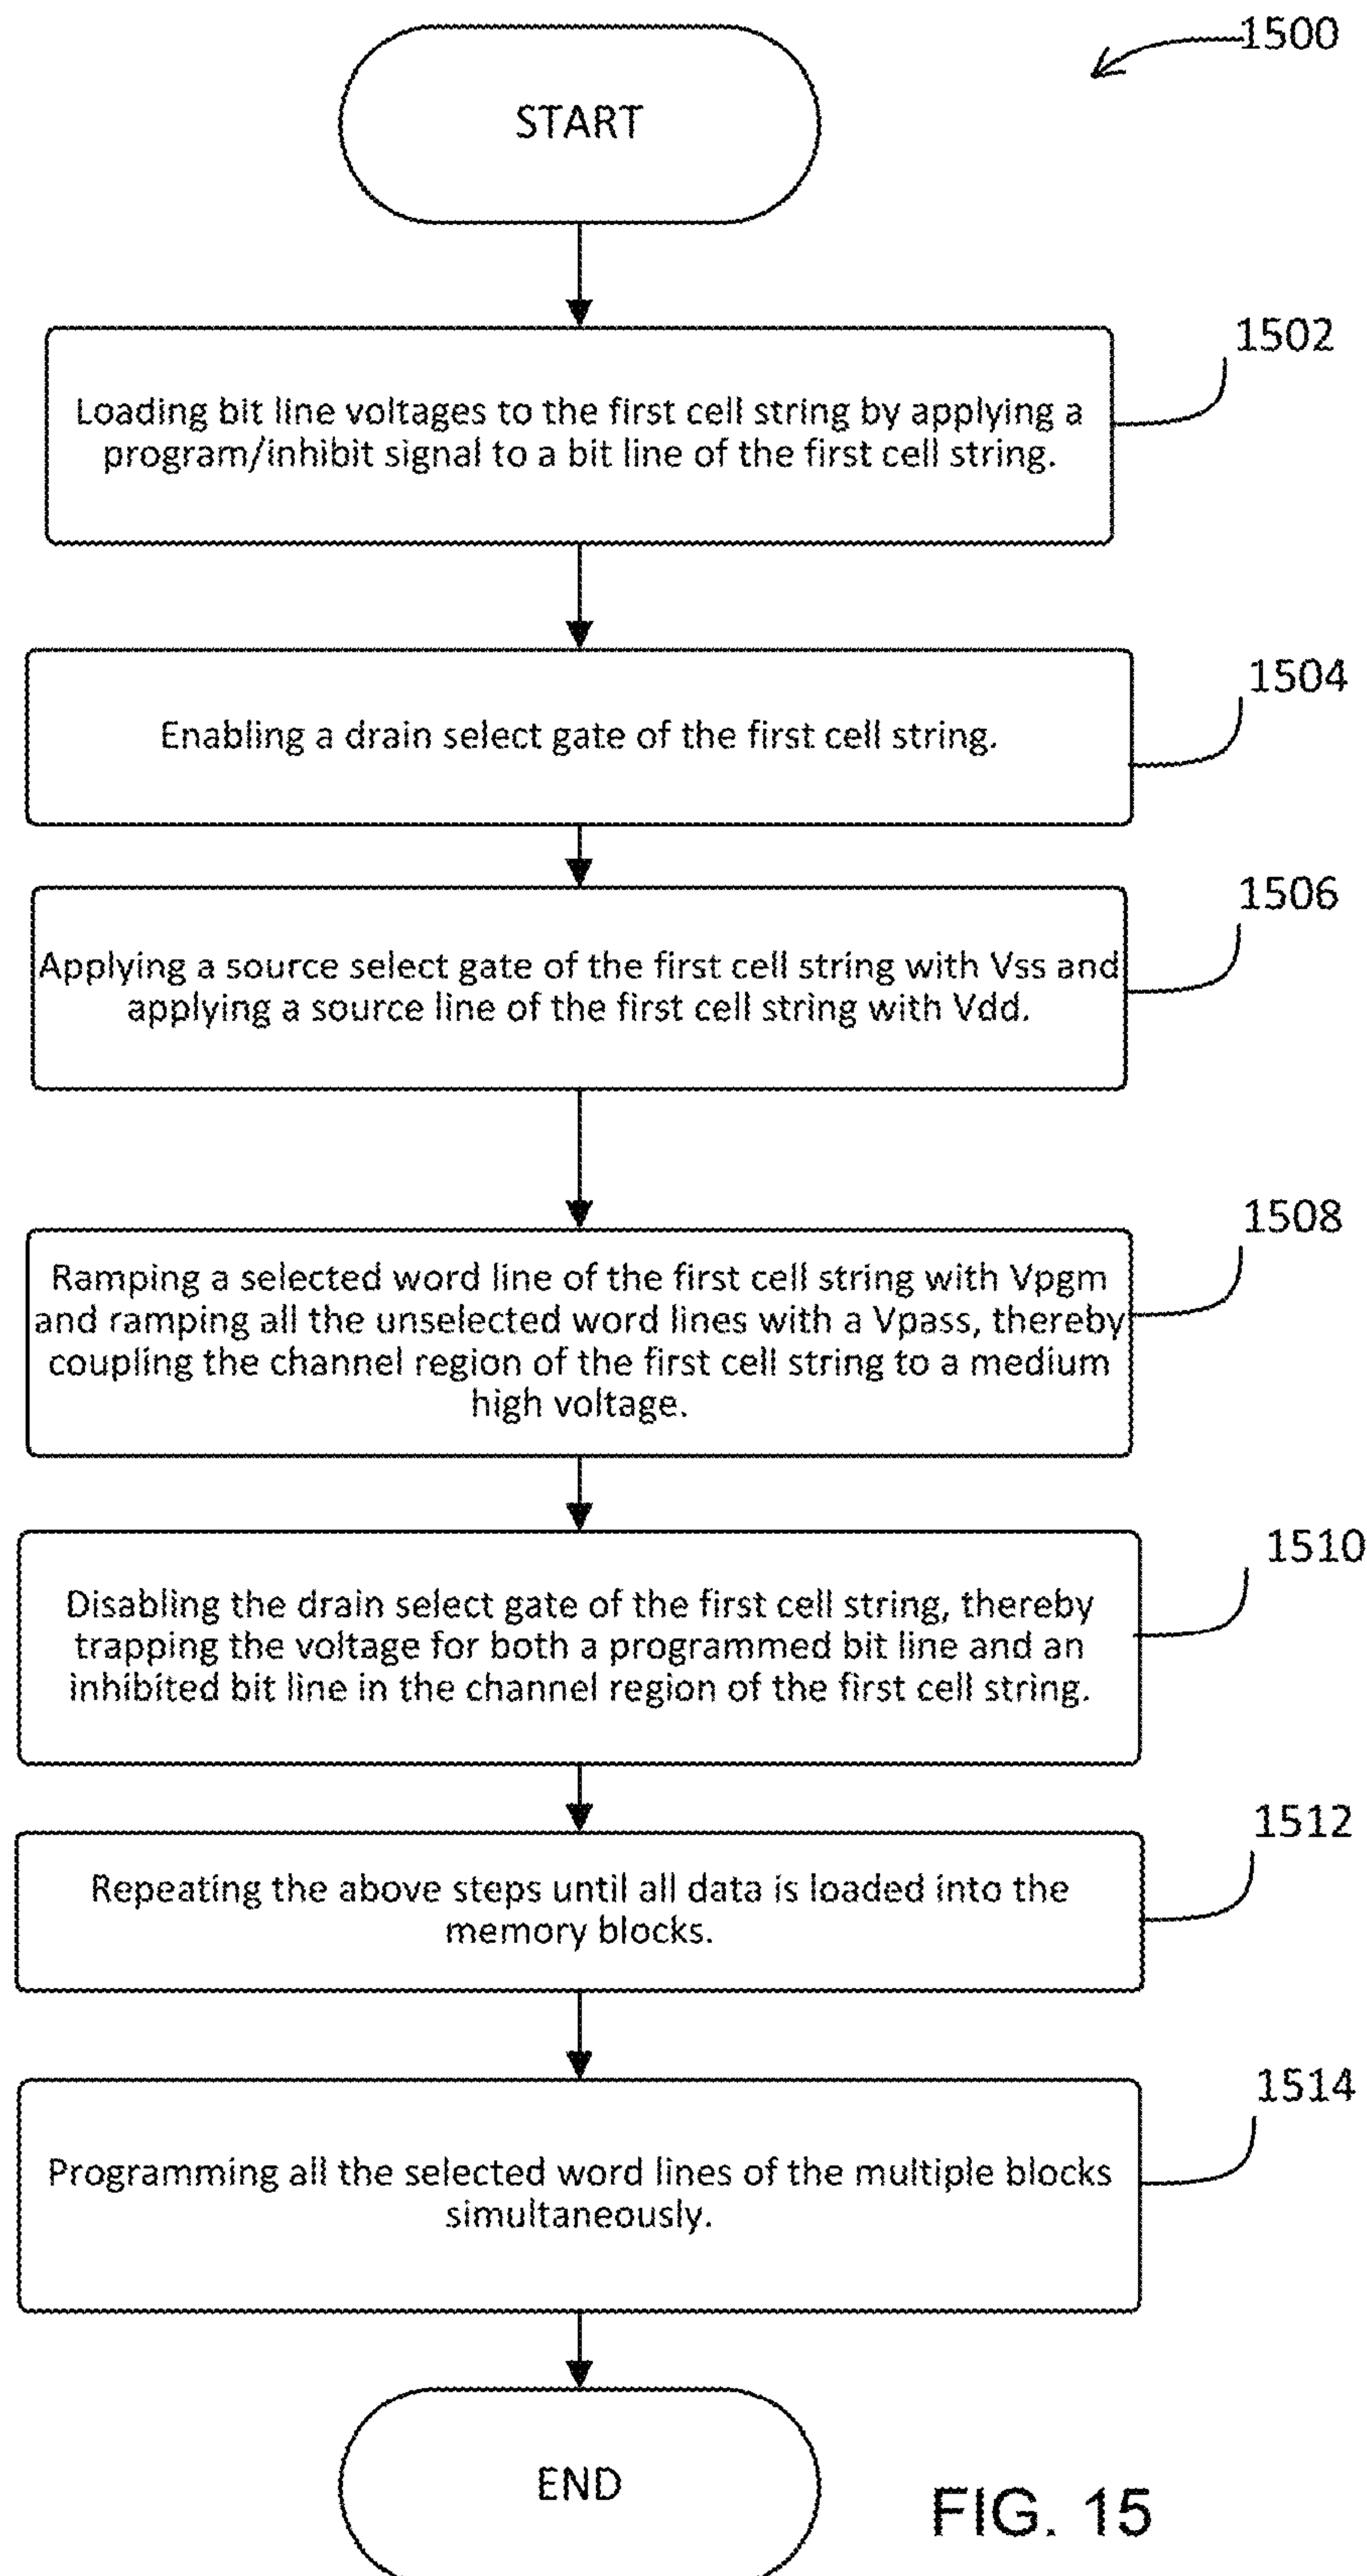 1500
START
1502
Loading bit line voltages to the first cell string by applying a
program/inhibit signal to a bit line of the first cell string.
1504
Enabling a drain select gate of the first cell string.
1506
Applying a source select gate of the first cell string with Vss and
applying a source line of the first cell string with Vdd.
1508
Ramping a selected word line of the first cell string with Vpgm
and ramping all the unselected word lines with a Vpass, thereby
coupling the channel region of the first cell string to a medium
high voltage.
1510
Disabling the drain select gate of the first cell string, thereby
trapping the voltage for both a programmed bit line and an
inhibited bit line in the channel region of the first cell string.
1512
Repeating the above steps until all data is loaded into the
memory blocks.
1514
Programming all the selected word lines of the multiple blocks
simultaneously.
END
FIG. 15